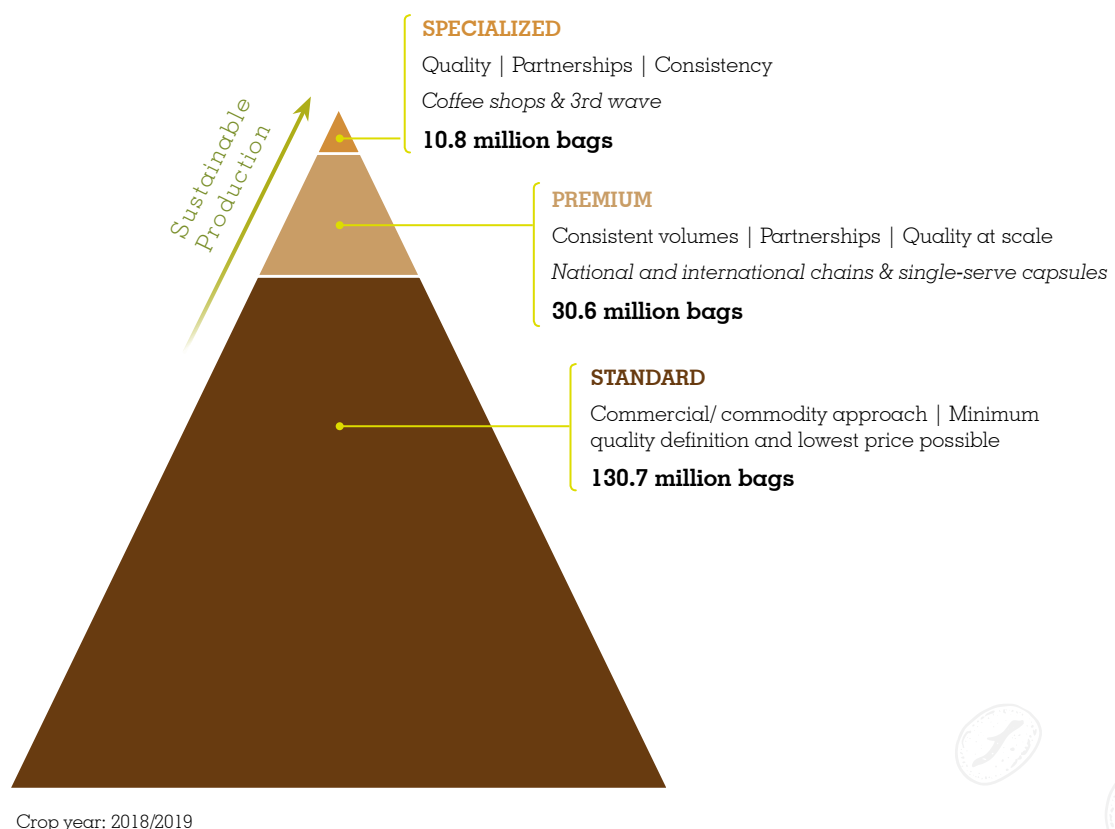 SPECIALIZED
Quality | Partnerships | Consistency
Coffee shops & 3rd wave
10.8 million bags
Sustainable
Production
PREMIUM
Consistent volumes | Partnerships | Quality at scale
National and international chains & single-serve capsules
30.6 million bags
STANDARD
Commercial/ commodity approach | Minimum
quality definition and lowest price possible
130.7 million bags
Crop year: 2018/2019